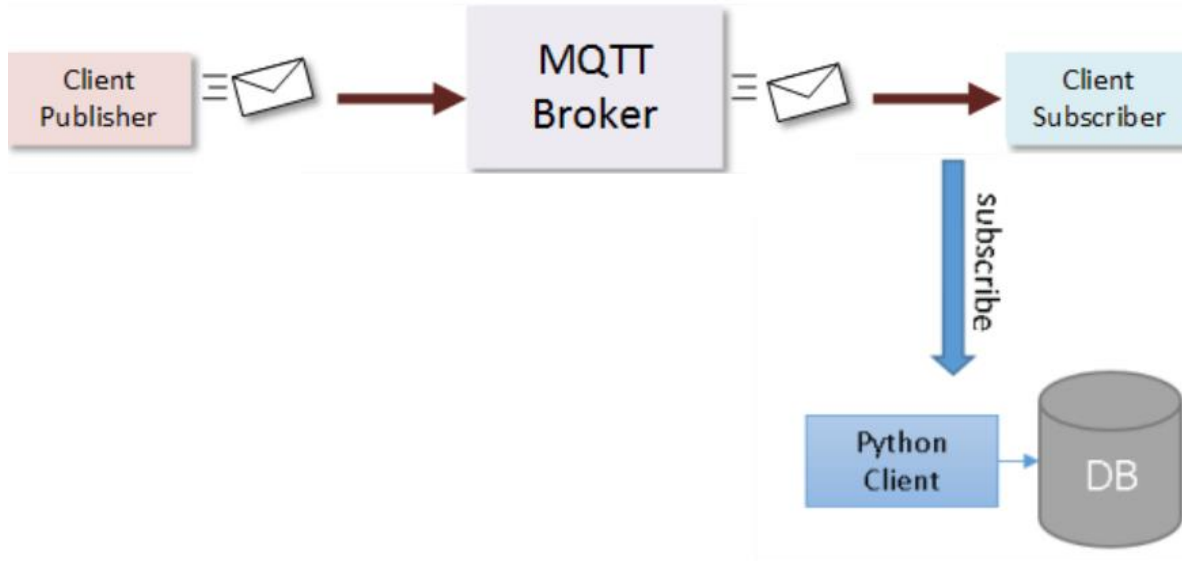 Client
Publisher
MQTT
Broker
Client
Subscriber
subscribe
Python
Client
DB